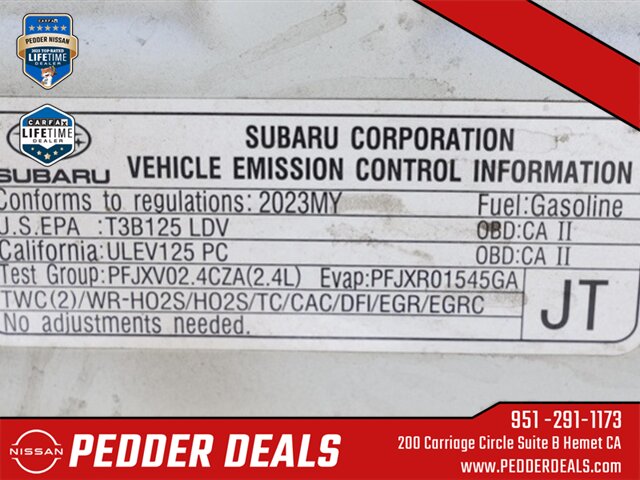 CARFAX
PEDDER NISSAN
2023 TOP-RATED
LIFETIME
DEALER
CARFAX
LIFETIME
DEALER
SUBARU
SUBARU CORPORATION
VEHICLE EMISSION CONTROL INFORMATION
Conforms to regulations: 2023MY Fuel:Gasoline
U.S.EPA :T3B125 LDV OBD:CA II
California:ULEV125 PC OBD:CA II
Test Group:PFJXV02.4CZA(2.4L) Evap:PFJXR01545GA
TWC(2)/WR-HO2S/HO2S/TC/CAC/DFI/EGR/EGRC
No adjustments needed.
JT
NISSAN
PEDDER DEALS
951 -291-1173
200 Carriage Circle Suite B Hemet CA
www.PEDDERDEALS.com